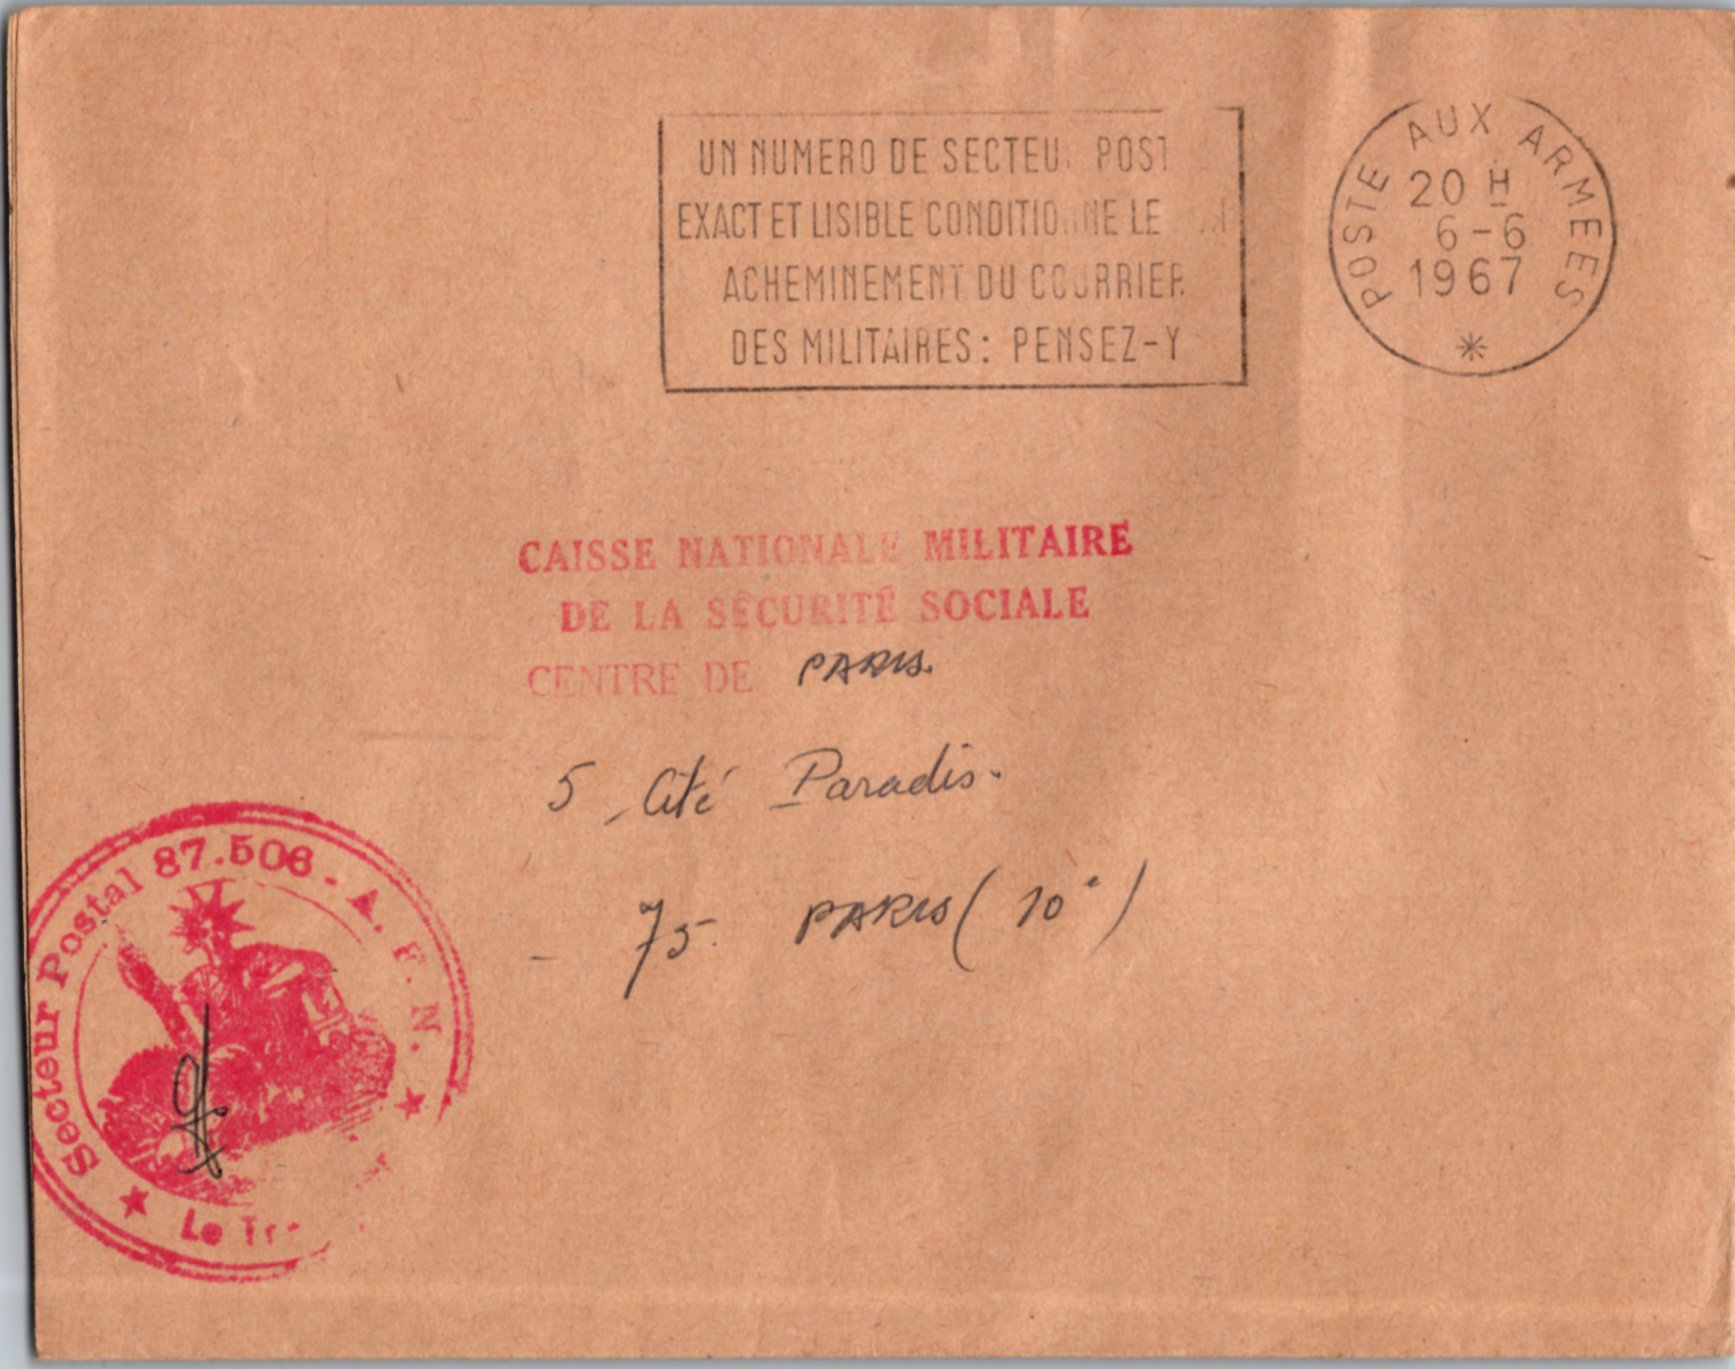 UN NUMERO DE SECTEU POST
EXACT ET LISIBLE CONDITIONNE LE
ACHEMINEMENT DU COURRIER
DES MILITAIRES : PENSEZ-Y
POSTE AUX ARMEES
20 H
6-6
1967
CAISSE NATIONALE MILITAIRE
DE LA SÉCURITÉ SOCIALE
CENTRE DE PARIS.
5, Cité Paradis.
- 75. PARIS (10e)
Secteur Postal 87.506 - A. F. N.
Le